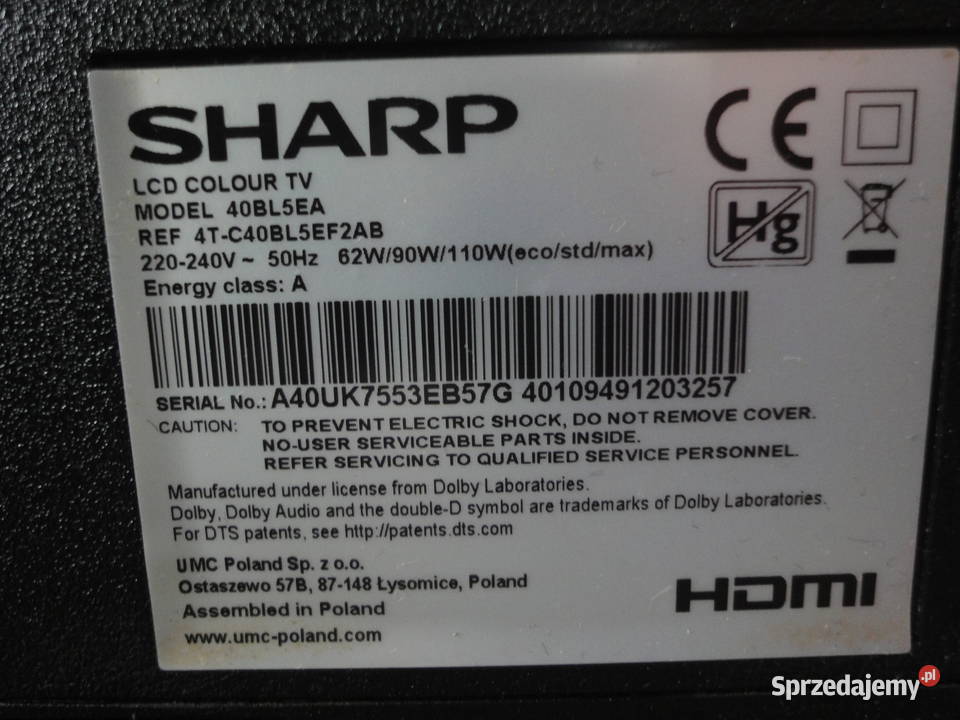 SHARP
LCD COLOUR TV
MODEL 40BL5EA
REF 4T-C40BL5EF2AB
220-240V ~ 50Hz 62W/90W/110W(eco/std/max)
Energy class: A
CE
Hg
SERIAL No.: A40UK7553EB57G 40109491203257
CAUTION: TO PREVENT ELECTRIC SHOCK, DO NOT REMOVE COVER.
NO-USER SERVICEABLE PARTS INSIDE.
REFER SERVICING TO QUALIFIED SERVICE PERSONNEL.
Manufactured under license from Dolby Laboratories.
Dolby, Dolby Audio and the double-D symbol are trademarks of Dolby Laboratories.
For DTS patents, see http://patents.dts.com
UMC Poland Sp. z o.o.
Ostaszewo 57B, 87-148 Łysomice, Poland
Assembled in Poland
www.umc-poland.com
HDMI
Sprzedajemy.pl